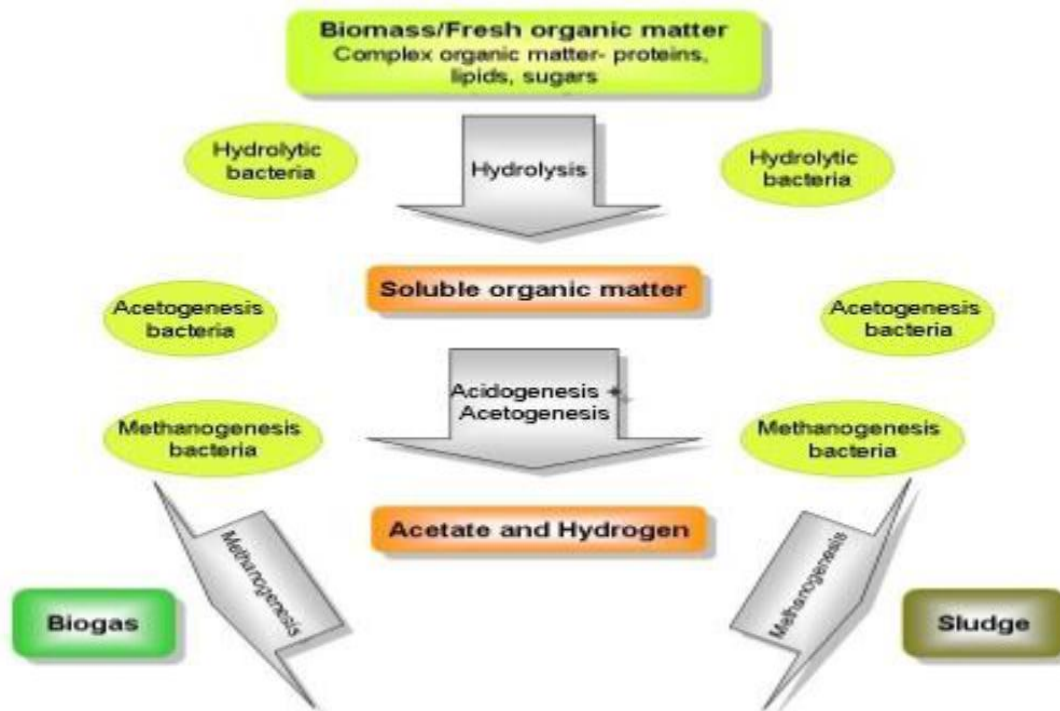 Biomass/Fresh organic matter
Complex organic matter- proteins,
lipids, sugars
Hydrolytic
bacteria
Hydrolysis
Hydrolytic
bacteria
Soluble organic matter
Acetogenesis
bacteria
Acetogenesis
bacteria
Acidogenesis +
Acetogenesis
Methanogenesis
bacteria
Methanogenesis
bacteria
Acetate and Hydrogen
Methanogenesis
Methanogenesis
Biogas
Sludge